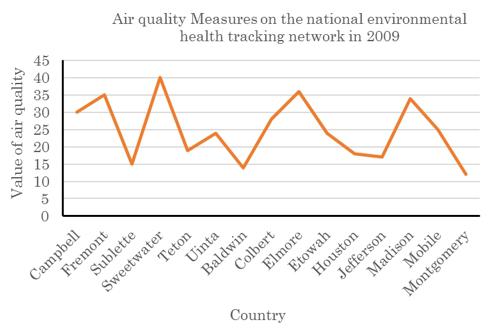 Air quality Measures on the national environmental
health tracking network in 2009
Value of air quality
45
40
35
30
25
20
15
10
5
0
Campbell
Fremont
Sublette
Sweetwater
Teton
Uinta
Baldwin
Colbert
Elmore
Etowah
Houston
Jefferson
Madison
Mobile
Montgomery
Country